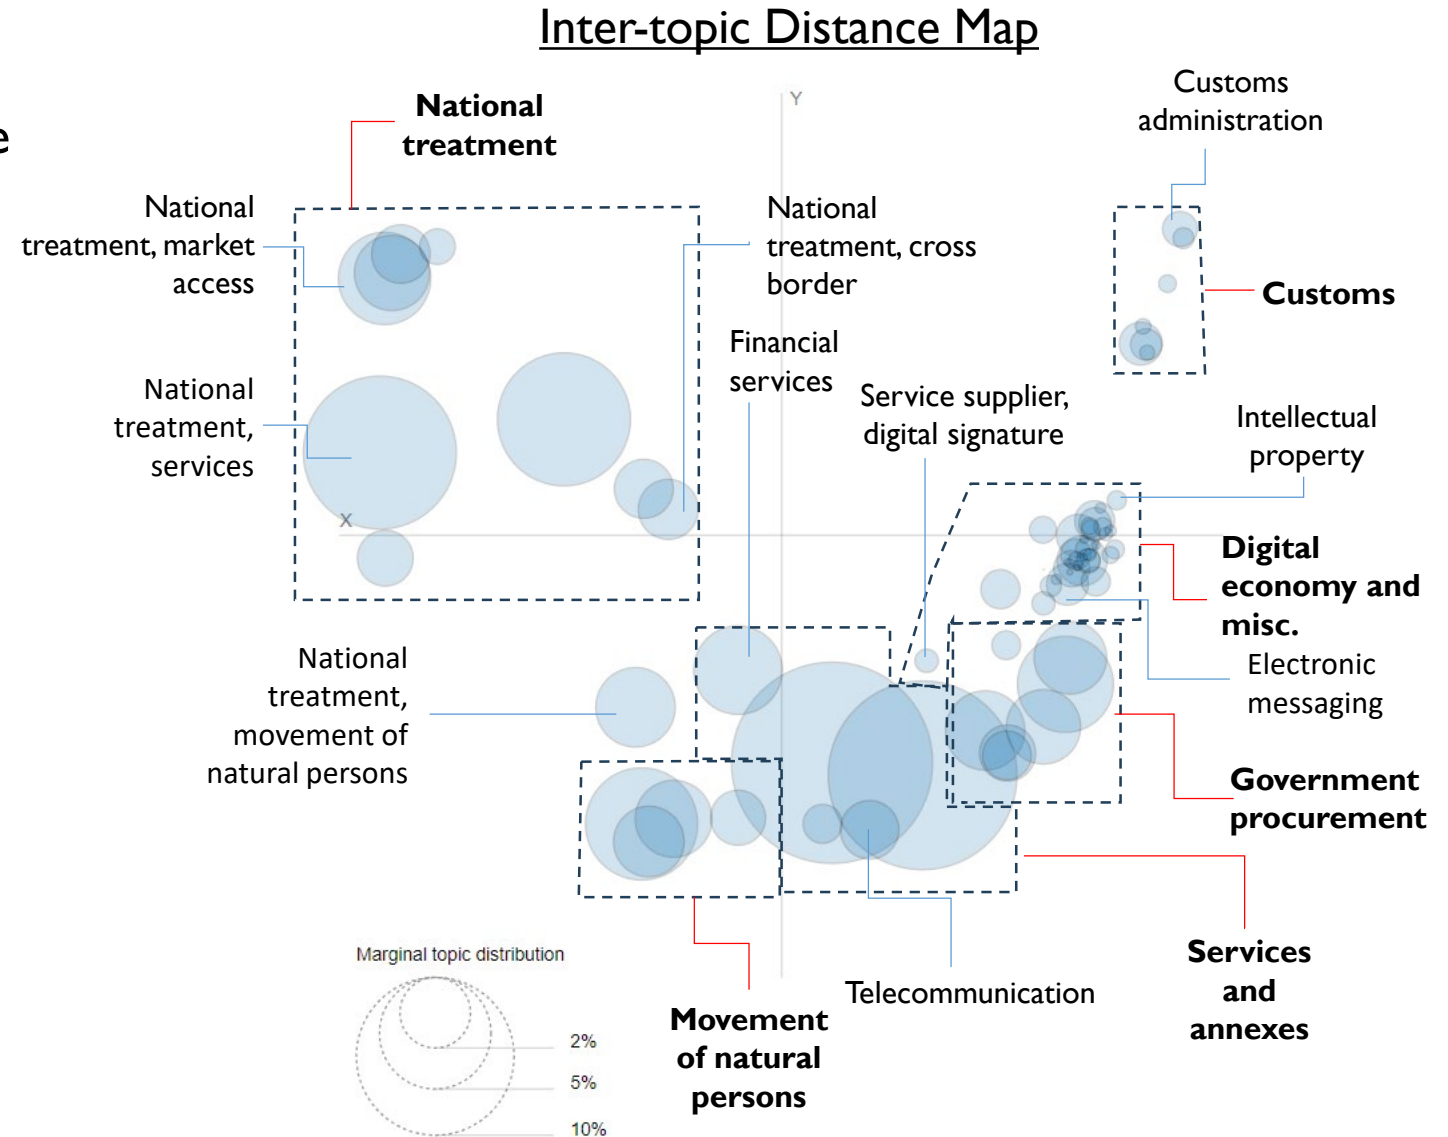 Inter-topic Distance Map
e
National
treatment
Customs
administration
Y
National
treatment, market
access
National
treatment, cross
border
Customs
Financial
services
National
treatment,
services
Service supplier,
digital signature
Intellectual
property
X
Digital
economy and
misc.
National
treatment,
movement of
natural persons
Electronic
messaging
Government
procurement
Services
and
annexes
Telecommunication
Movement
of natural
persons
Marginal topic distribution
2%
5%
10%